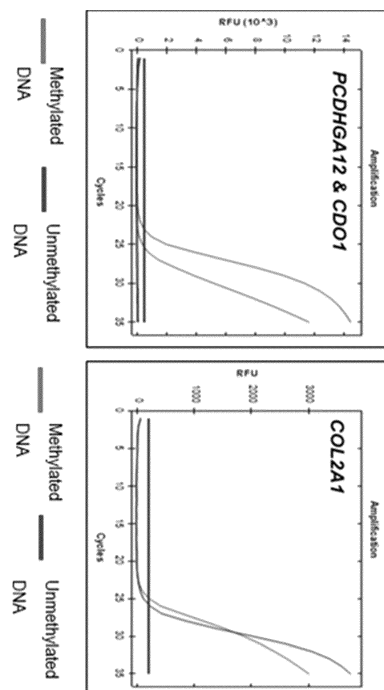 Amplification
PCDHGA12 & CDO1
RFU (10^3)
14
12
10
8
6
4
2
0
0 5 10 15 20 25 30 35
Cycles
Methylated DNA
Unmethylated DNA
Amplification
COL2A1
RFU
3000
2000
1000
0
0 5 10 15 20 25 30 35
Cycles
Methylated DNA
Unmethylated DNA